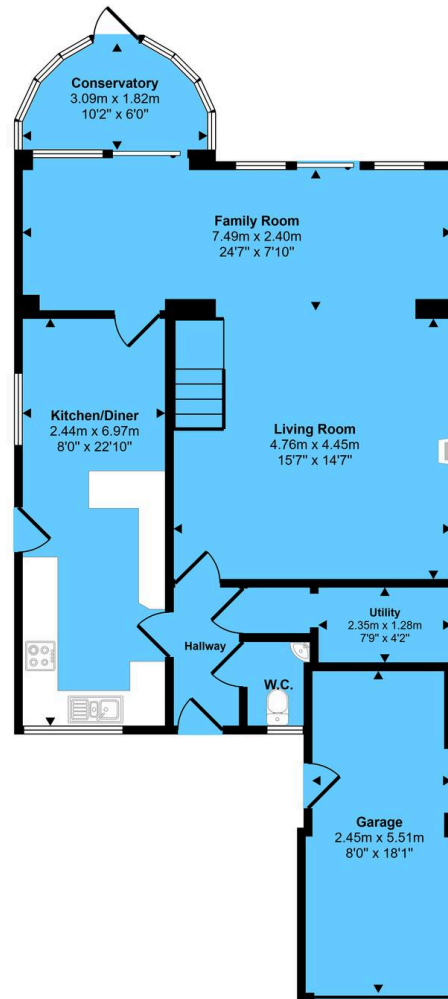 Conservatory
3.09m x 1.82m
10'2" x 6'0"
Family Room
7.49m x 2.40m
24'7" x 7'10"
Kitchen/Diner
2.44m x 6.97m
8'0" x 22'10"
Living Room
4.76m x 4.45m
15'7" x 14'7"
Utility
2.35m x 1.28m
7'9" x 4'2"
Hallway
W.C.
Garage
2.45m x 5.51m
8'0" x 18'1"